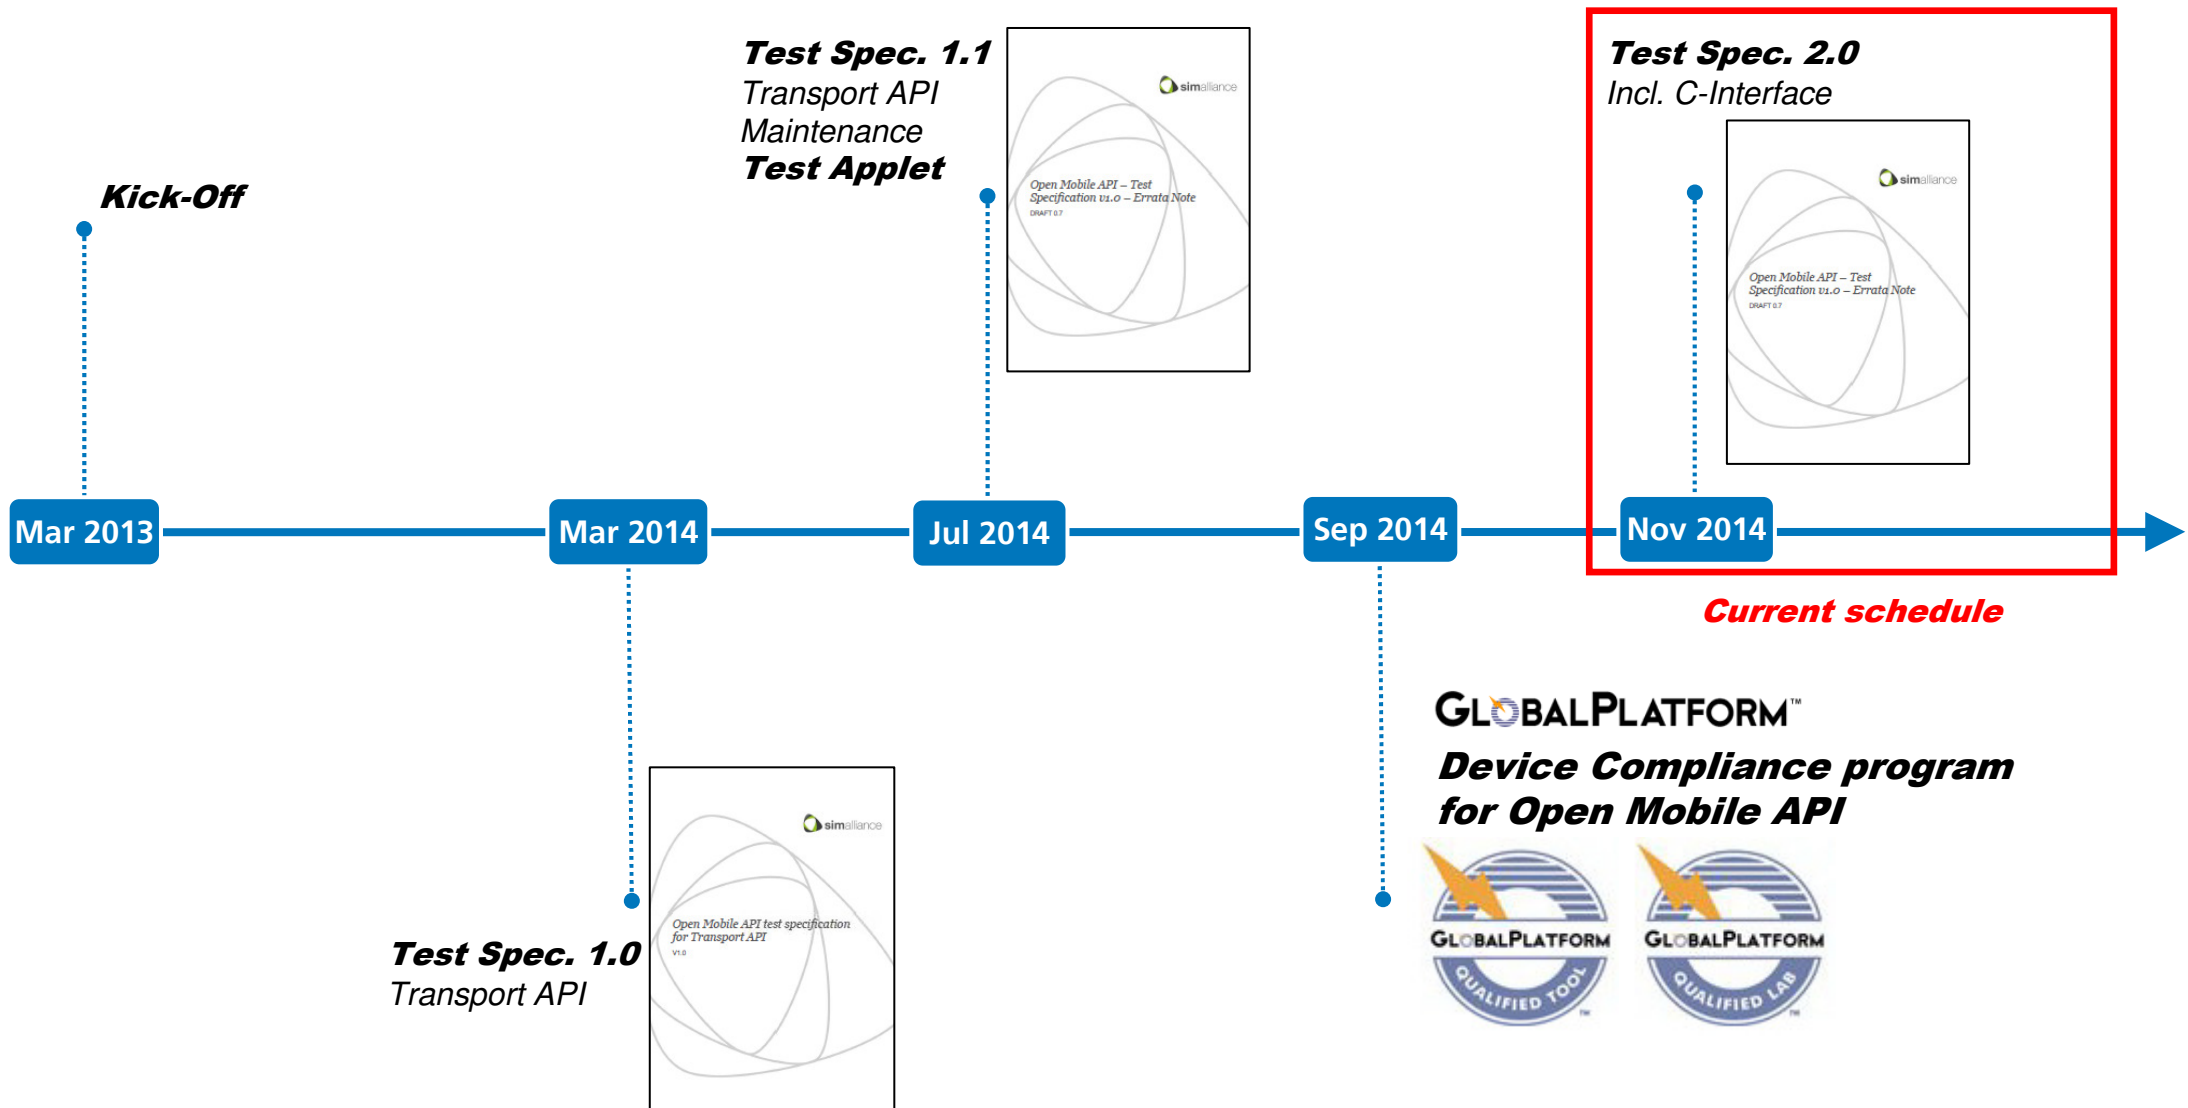 Test Spec. 1.1
Transport API
Maintenance
Test Applet
simalliance
Open Mobile API – Test
Specification v1.0 – Errata Note
DRAFT 0.7
Test Spec. 2.0
Incl. C-Interface
simalliance
Open Mobile API – Test
Specification v1.0 – Errata Note
DRAFT 0.7
Kick-Off
Mar 2013
Mar 2014
Jul 2014
Sep 2014
Nov 2014
Current schedule
Test Spec. 1.0
Transport API
simalliance
Open Mobile API test specification
for Transport API
V1.0
GLOBALPLATFORM™
Device Compliance program
for Open Mobile API
GLOBALPLATFORM
QUALIFIED TOOL
TM
GLOBALPLATFORM
QUALIFIED LAB
TM